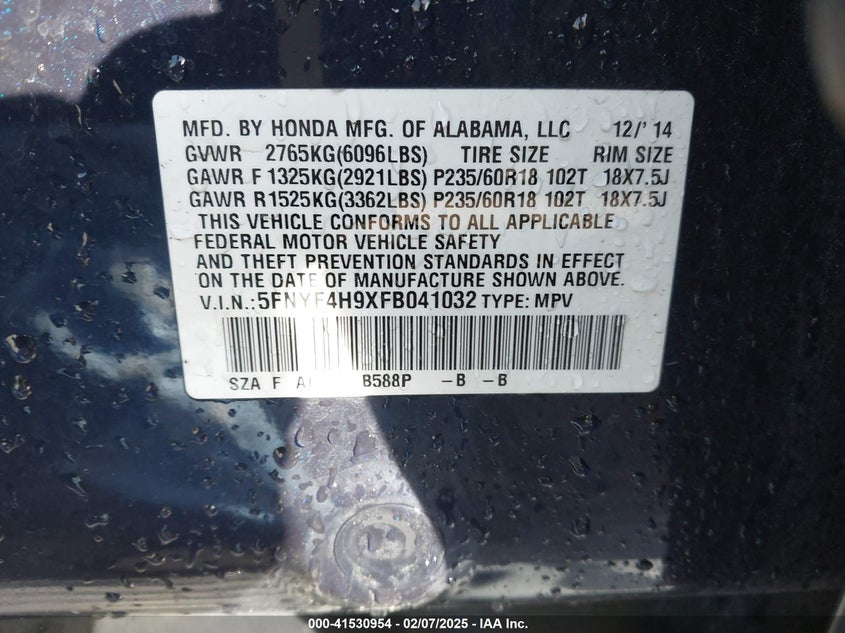 MFD. BY HONDA MFG. OF ALABAMA, LLC 12/'14
GVWR 2765KG(6096LBS) TIRE SIZE RIM SIZE
GAWR F 1325KG(2921LBS) P235/60R18 102T 18X7.5J
GAWR R1525KG(3362LBS) P235/60R18 102T 18X7.5J
THIS VEHICLE CONFORMS TO ALL APPLICABLE
FEDERAL MOTOR VEHICLE SAFETY
AND THEFT PREVENTION STANDARDS IN EFFECT
ON THE DATE OF MANUFACTURE SHOWN ABOVE.
V.I.N.:5FNYF4H9XFB041032 TYPE: MPV
SZA F B588P -B -B
000-41530954 - 02/07/2025 - IAA Inc.